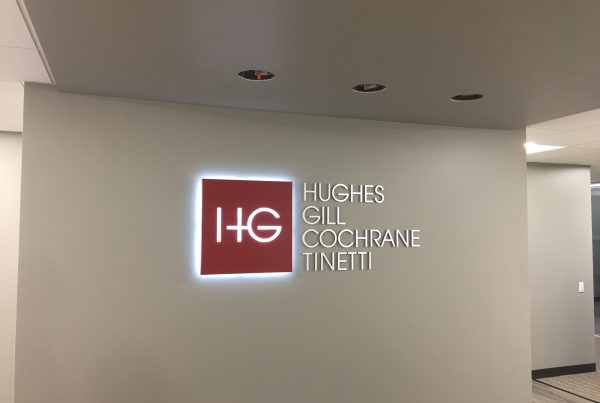 HG
HUGHES
GILL
COCHRANE
TINETTI